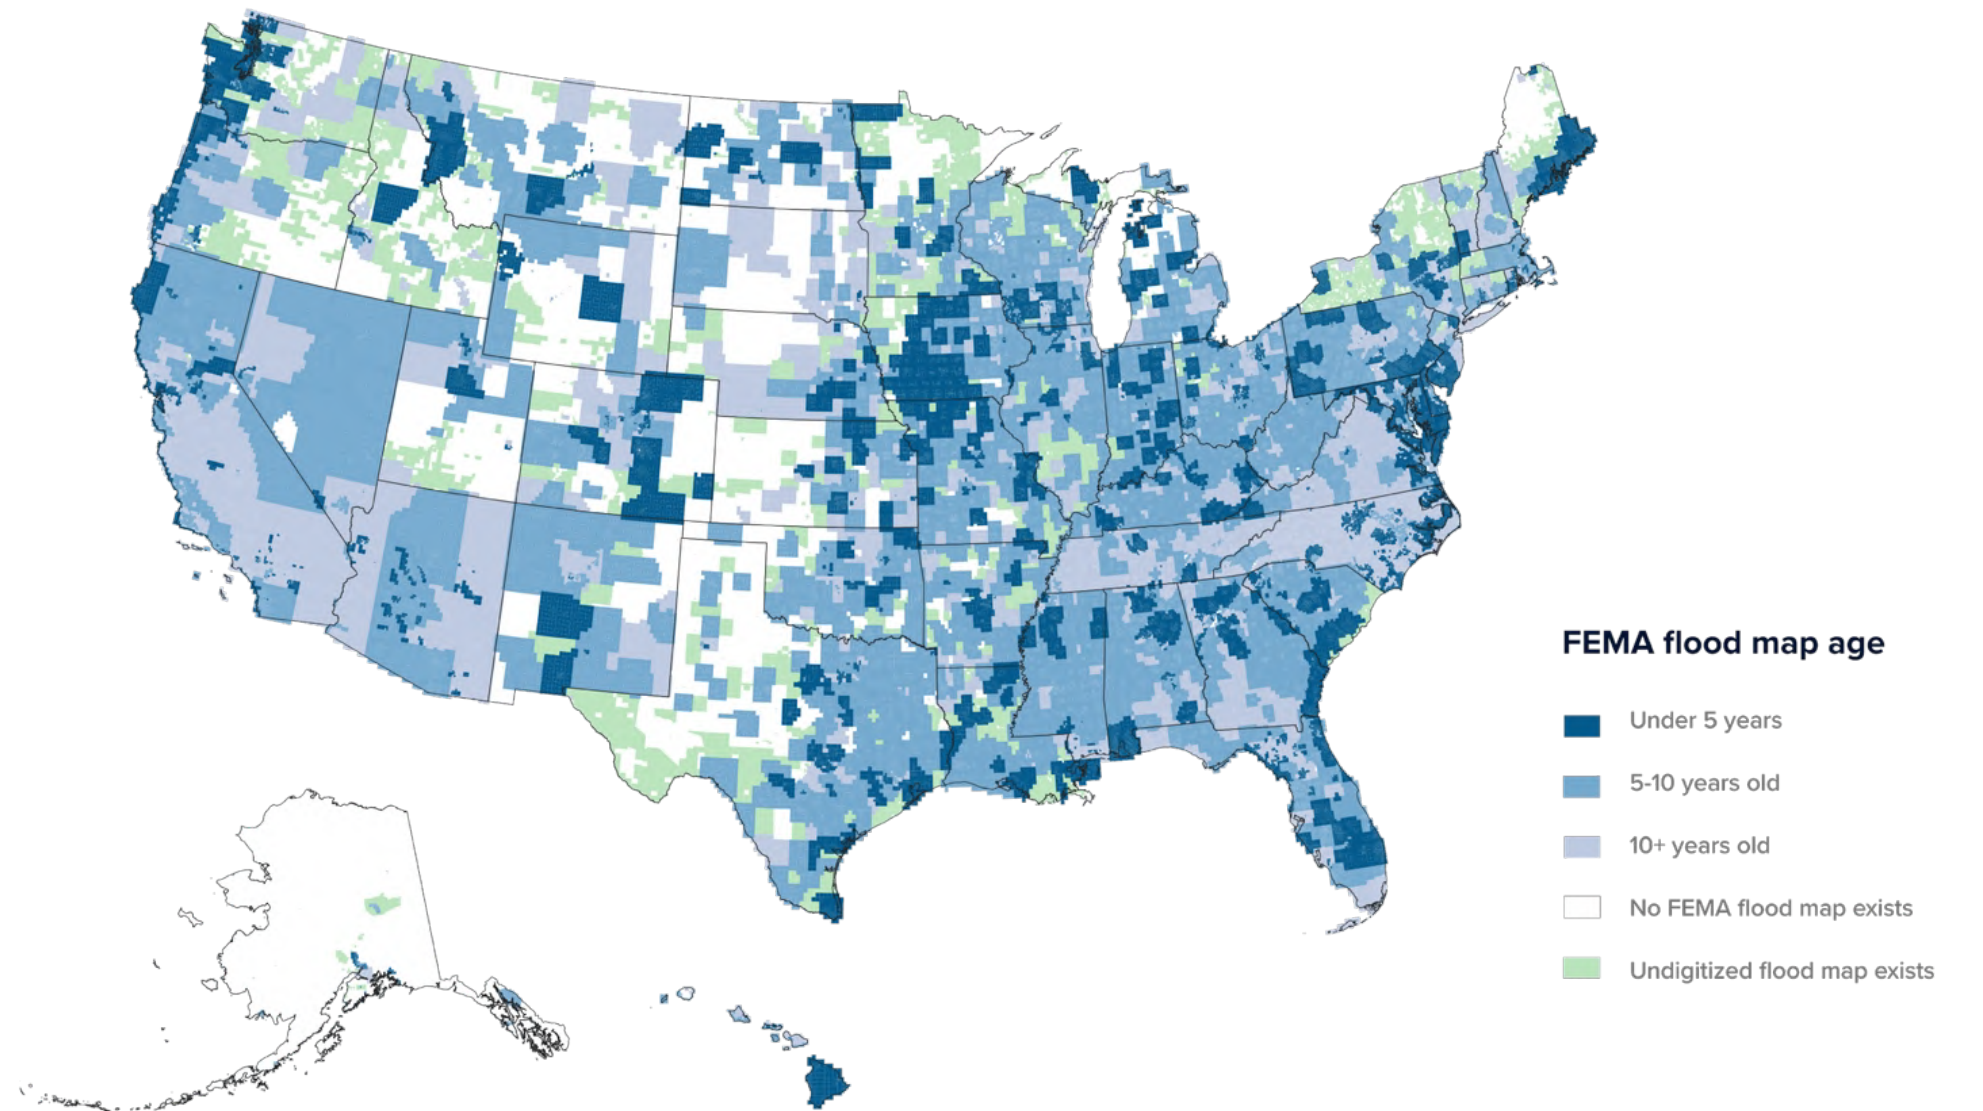 FEMA flood map age
Under 5 years
5-10 years old
10+ years old
No FEMA flood map exists
Undigitized flood map exists